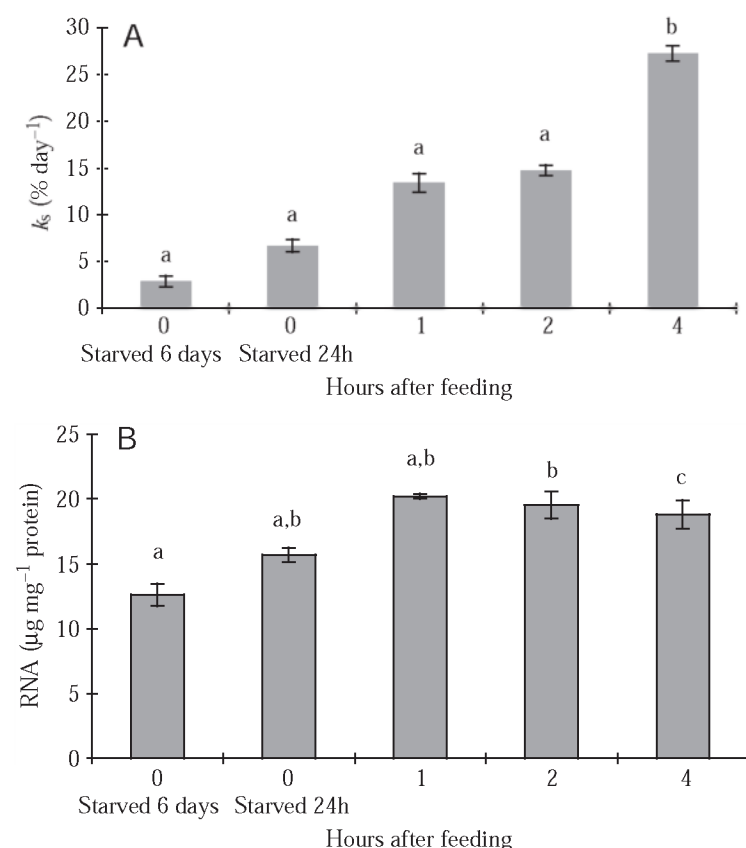 A
30
25
20
15
10
5
0
kₛ (% day⁻¹)
a
a
a
a
b
0 0 1 2 4
Starved 6 days Starved 24h
Hours after feeding
B
25
20
15
10
5
0
RNA (μg mg⁻¹ protein)
a
a,b
a,b
b
c
0 0 1 2 4
Starved 6 days Starved 24h
Hours after feeding